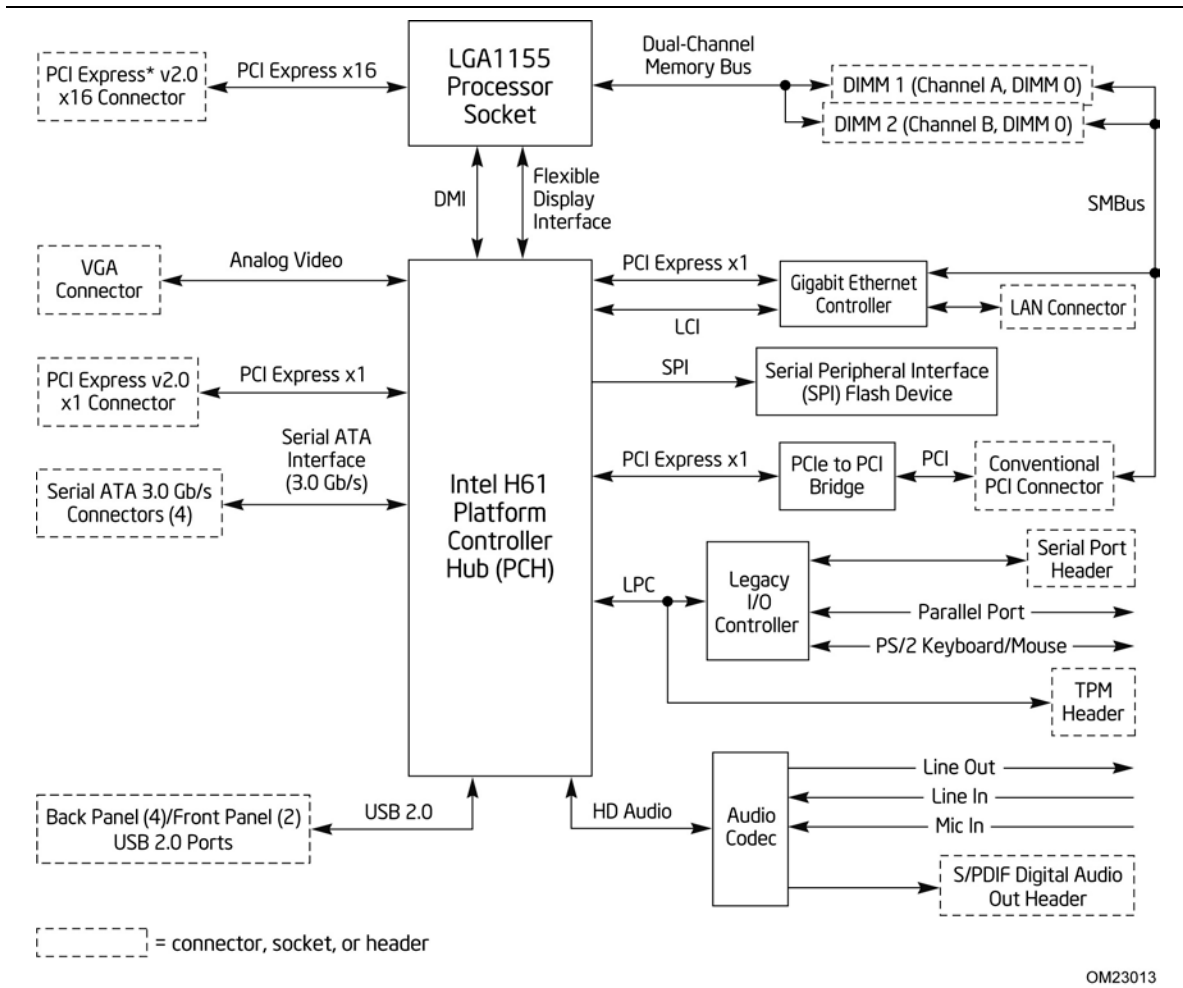 PCI Express* v2.0
x16 Connector
PCI Express x16
LGA1155
Processor
Socket
Dual-Channel
Memory Bus
DIMM 1 (Channel A, DIMM 0)
DIMM 2 (Channel B, DIMM 0)
DMI
Flexible
Display
Interface
SMBus
VGA
Connector
Analog Video
PCI Express x1
Gigabit Ethernet
Controller
LAN Connector
LCI
PCI Express v2.0
x1 Connector
PCI Express x1
SPI
Serial Peripheral Interface
(SPI) Flash Device
Serial ATA
Interface
(3.0 Gb/s)
Serial ATA 3.0 Gb/s
Connectors (4)
Intel H61
Platform
Controller
Hub (PCH)
PCI Express x1
PCIe to PCI
Bridge
PCI
Conventional
PCI Connector
LPC
Legacy
I/O
Controller
Serial Port
Header
Parallel Port
PS/2 Keyboard/Mouse
TPM
Header
Back Panel (4)/Front Panel (2)
USB 2.0 Ports
USB 2.0
HD Audio
Audio
Codec
Line Out
Line In
Mic In
S/PDIF Digital Audio
Out Header
= connector, socket, or header
OM23013